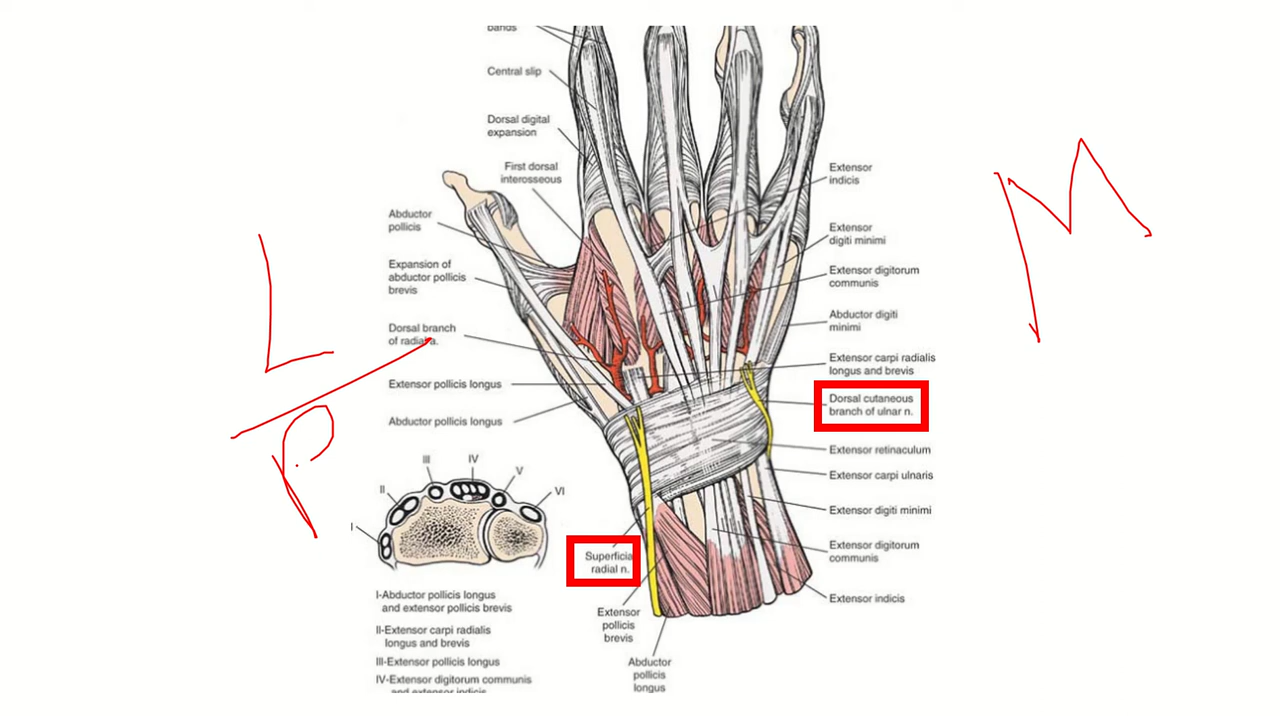 bands
Central slip
Dorsal digital
expansion
First dorsal
interosseous
Abductor
pollicis
Expansion of
abductor pollicis
brevis
Dorsal branch
of radial a.
Extensor pollicis longus
Abductor pollicis longus
Extensor
indicis
Extensor
digiti minimi
Extensor digitorum
communis
Abductor digiti
minimi
Extensor carpi radialis
longus and brevis
Dorsal cutaneous
branch of ulnar n.
Extensor retinaculum
Extensor carpi ulnaris
Extensor digiti minimi
Extensor digitorum
communis
Extensor indicis
L
P
M
I
II
III
IV
V
VI
Superficia
radial n.
Extensor
pollicis
brevis
Abductor
pollicis
longus
I-Abductor pollicis longus
and extensor pollicis brevis
II-Extensor carpi radialis
longus and brevis
III-Extensor pollicis longus
IV-Extensor digitorum communis
and extensor indicis